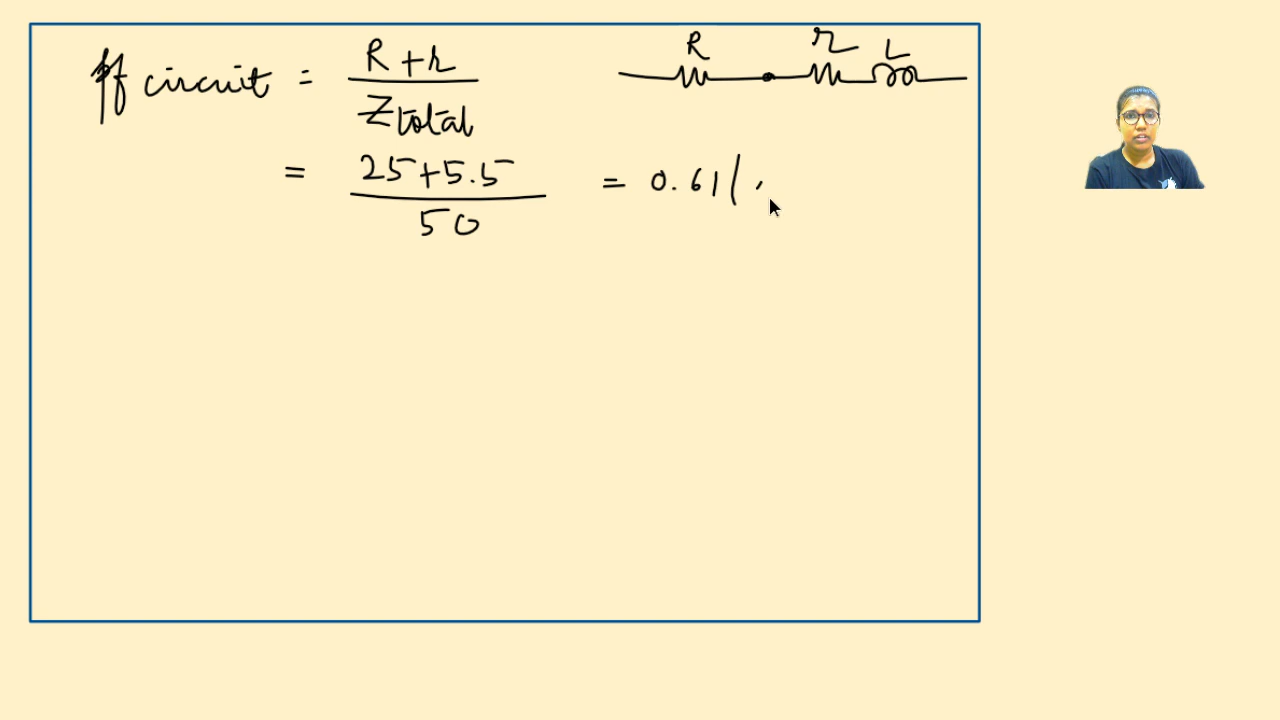 Pf circuit = R + r / Z total
R r L
= 25 + 5.5 / 50 = 0.61 /